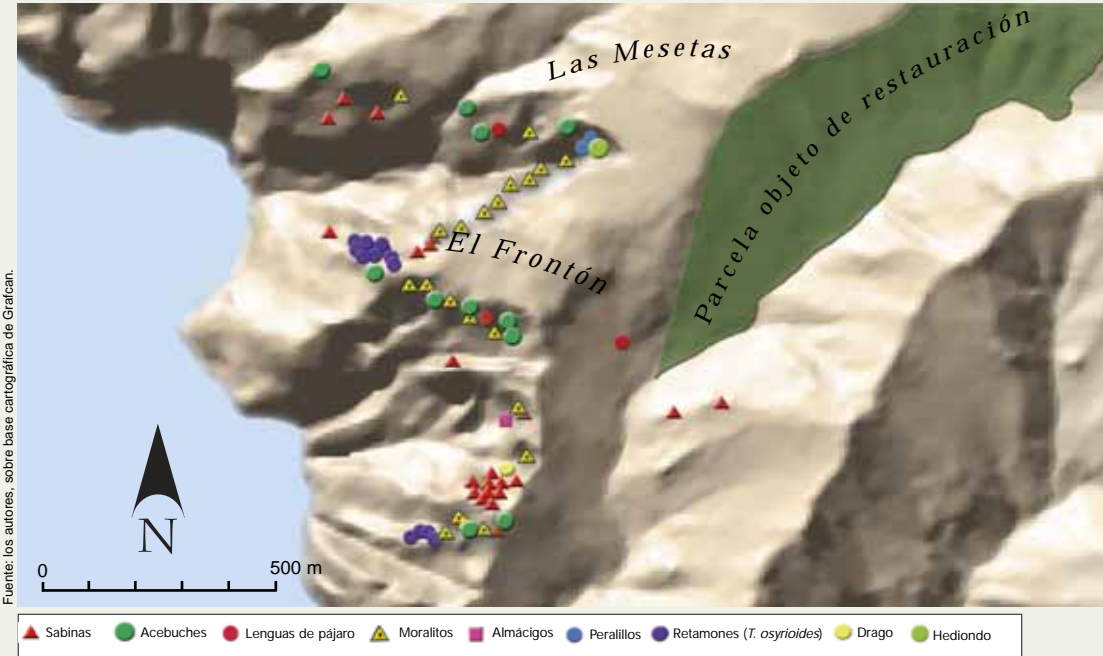 Las Mesetas
Parcela objeto de restauración
El Frontón
Fuente: los autores, sobre base cartográfica de Grafcan.
N
0 500 m
Sabinas Acebuches Lenguas de pájaro Moralitos Almácigos Peralillos Retamones (T. osyrioides) Drago Hediondo